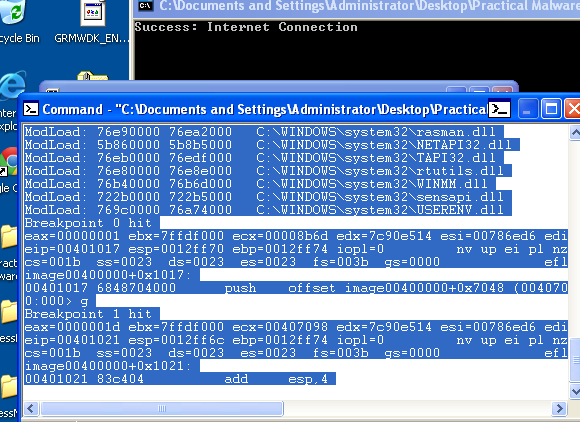 C:\Documents and Settings\Administrator\Desktop\Practical Malware
Success: Internet Connection
cycle Bin
GRMWDK_EN...
Command - "C:\Documents and Settings\Administrator\Desktop\Practical
ModLoad: 76e90000 76ea2000 C:\WINDOWS\system32\rasman.dll
ModLoad: 5b860000 5b8b5000 C:\WINDOWS\system32\NETAPI32.dll
ModLoad: 76eb0000 76edf000 C:\WINDOWS\system32\TAPI32.dll
ModLoad: 76e80000 76e8e000 C:\WINDOWS\system32\rtutils.dll
ModLoad: 76b40000 76b6d000 C:\WINDOWS\system32\WINMM.dll
ModLoad: 722b0000 722b5000 C:\WINDOWS\system32\sensapi.dll
ModLoad: 769c0000 76a74000 C:\WINDOWS\system32\USERENV.dll
Breakpoint 0 hit
eax=00000001 ebx=7ffdf000 ecx=00008b6d edx=7c90e514 esi=00786ed6 edi
eip=00401017 esp=0012ff70 ebp=0012ff74 iopl=0 nv up ei pl nz
cs=001b ss=0023 ds=0023 es=0023 fs=003b gs=0000 efl
image00400000+0x1017:
00401017 6848704000 push offset image00400000+0x7048 (004070
0:000> g
Breakpoint 1 hit
eax=0000001d ebx=7ffdf000 ecx=00407098 edx=7c90e514 esi=00786ed6 edi
eip=00401021 esp=0012ff6c ebp=0012ff74 iopl=0 nv up ei pl nz
cs=001b ss=0023 ds=0023 es=0023 fs=003b gs=0000 efl
image00400000+0x1021:
00401021 83c404 add esp,4